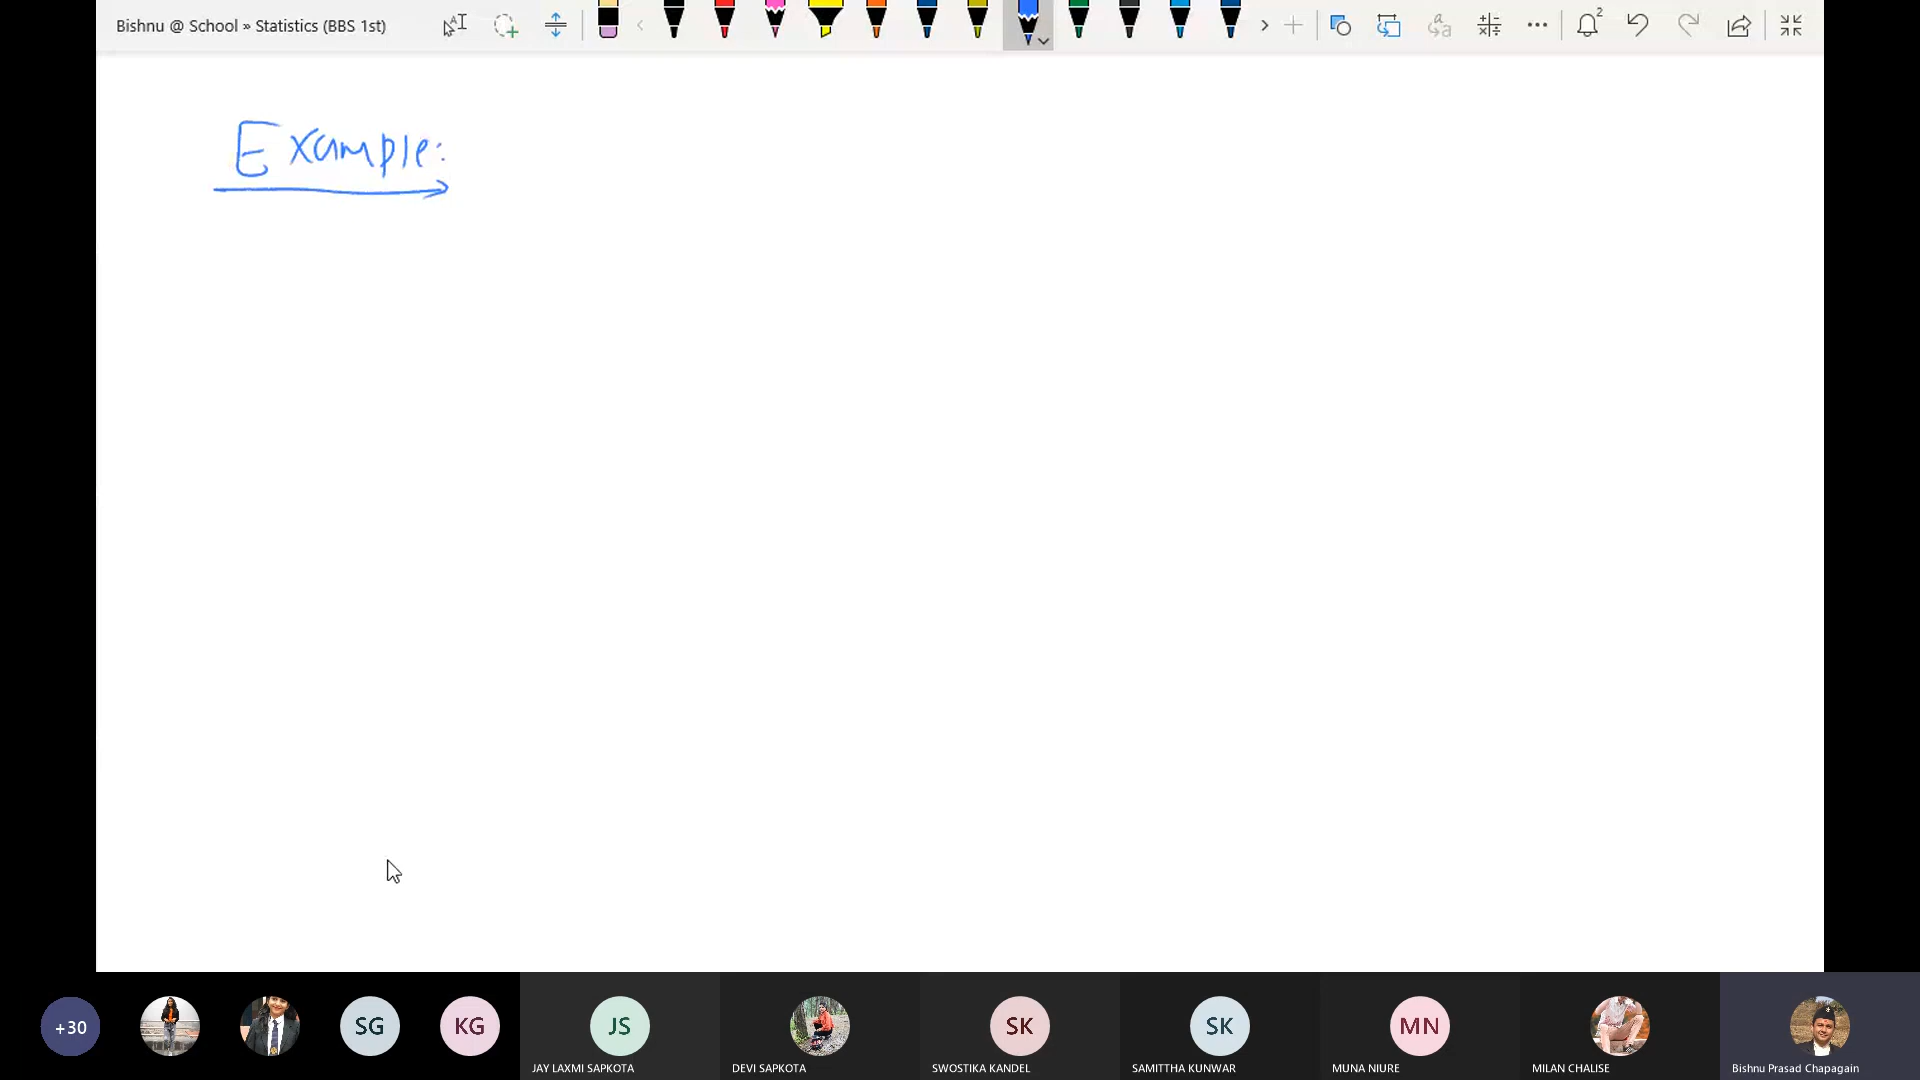 Bishnu @ School » Statistics (BBS 1st)
2
Example:
+30
SG
KG
JS
SK
SK
MN
JAY LAXMI SAPKOTA
DEVI SAPKOTA
SWOSTIKA KANDEL
SAMITTHA KUNWAR
MUNA NIURE
MILAN CHALISE
Bishnu Prasad Chapagain